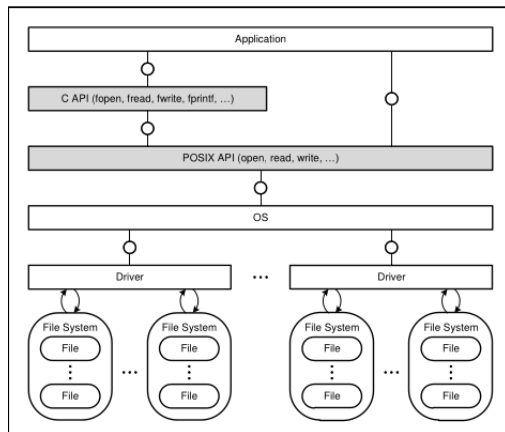 Application
C API (fopen, fread, fwrite, fprintf, ...)
POSIX API (open, read, write, ...)
OS
Driver
...
Driver
File System
File System
File System
File System
File
File
File
File
...
...
File
File
File
File